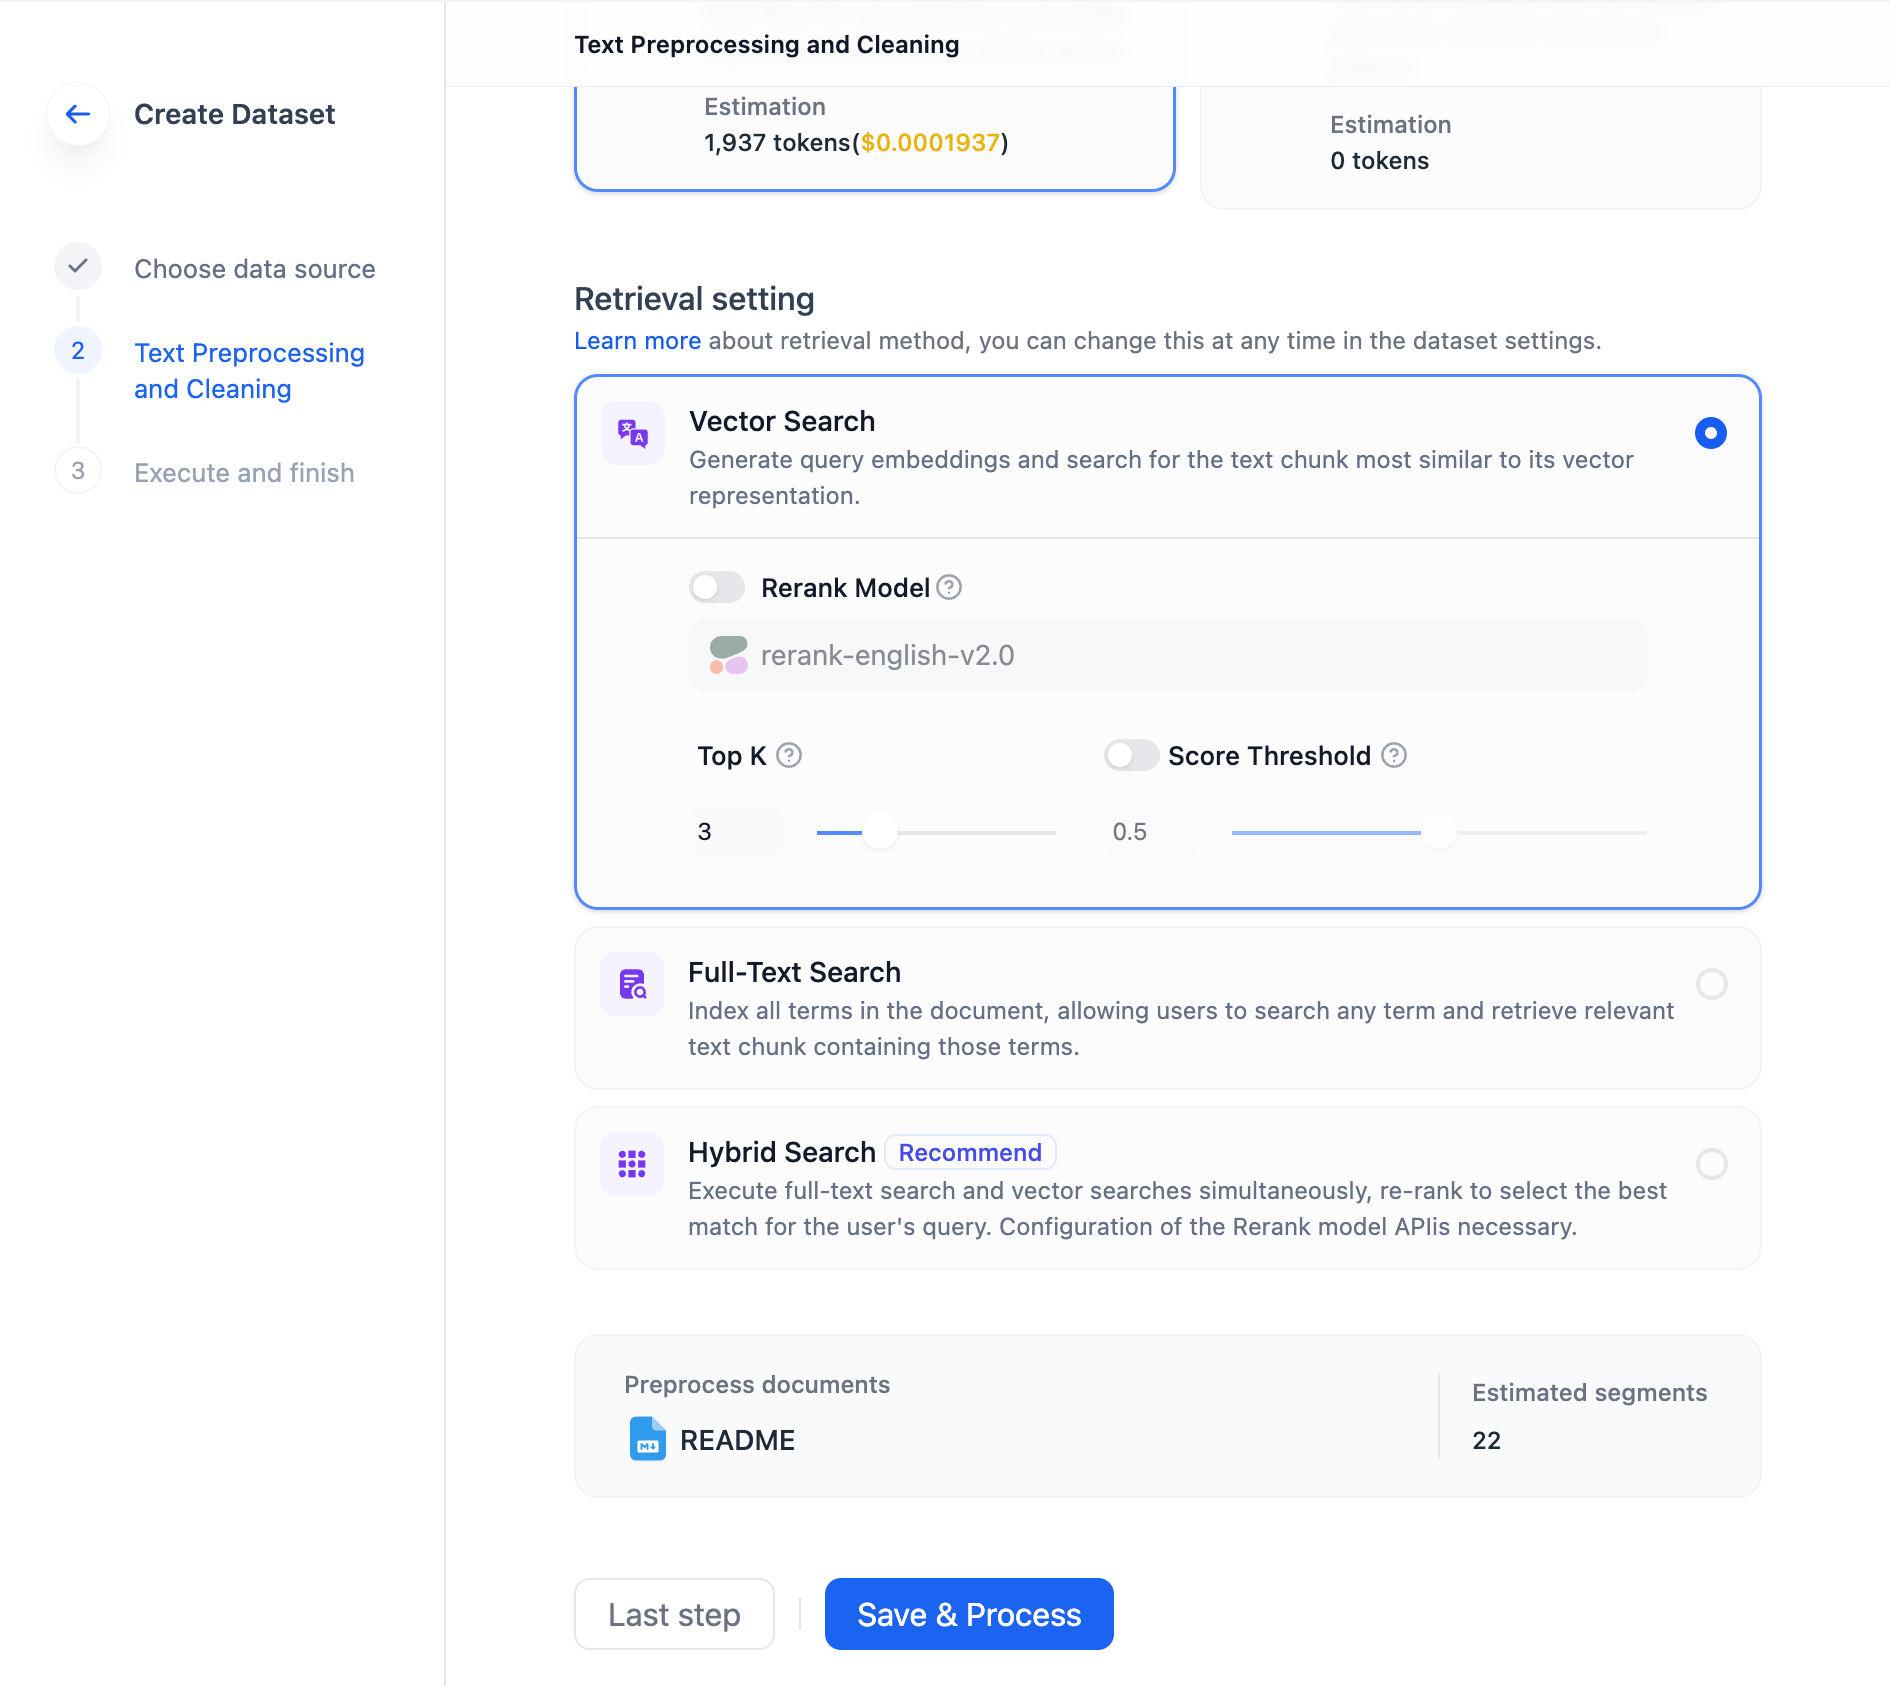 Create Dataset
Choose data source
2
Text Preprocessing
and Cleaning
3
Execute and finish
Text Preprocessing and Cleaning
Estimation
1,937 tokens($0.0001937)
Estimation
0 tokens
Retrieval setting
Learn more about retrieval method, you can change this at any time in the dataset settings.
Vector Search
Generate query embeddings and search for the text chunk most similar to its vector
representation.
Rerank Model
rerank-english-v2.0
Top K
Score Threshold
3
0.5
Full-Text Search
Index all terms in the document, allowing users to search any term and retrieve relevant
text chunk containing those terms.
Hybrid Search Recommend
Execute full-text search and vector searches simultaneously, re-rank to select the best
match for the user's query. Configuration of the Rerank model APIis necessary.
Preprocess documents
README
Estimated segments
22
Last step
Save & Process